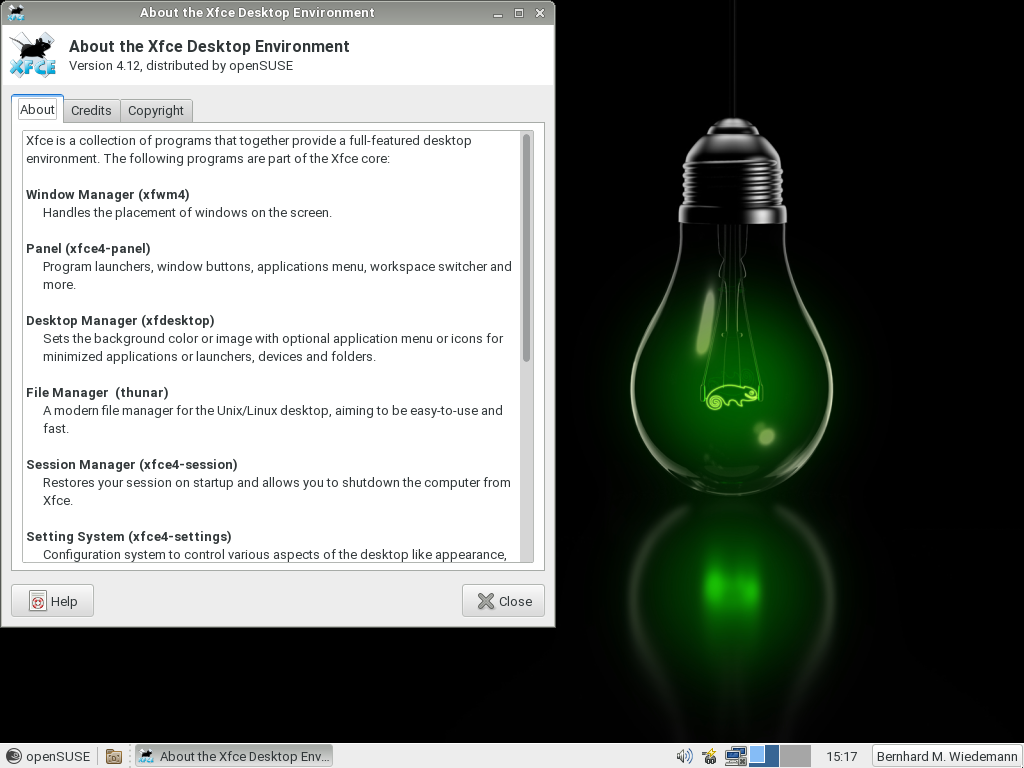 About the Xfce Desktop Environment
XFCE
About the Xfce Desktop Environment
Version 4.12, distributed by openSUSE
About Credits Copyright
Xfce is a collection of programs that together provide a full-featured desktop
environment. The following programs are part of the Xfce core:
Window Manager (xfwm4)
Handles the placement of windows on the screen.
Panel (xfce4-panel)
Program launchers, window buttons, applications menu, workspace switcher and
more.
Desktop Manager (xfdesktop)
Sets the background color or image with optional application menu or icons for
minimized applications or launchers, devices and folders.
File Manager (thunar)
A modern file manager for the Unix/Linux desktop, aiming to be easy-to-use and
fast.
Session Manager (xfce4-session)
Restores your session on startup and allows you to shutdown the computer from
Xfce.
Setting System (xfce4-settings)
Configuration system to control various aspects of the desktop like appearance,
Help Close
openSUSE About the Xfce Desktop Env... 15:17 Bernhard M. Wiedemann